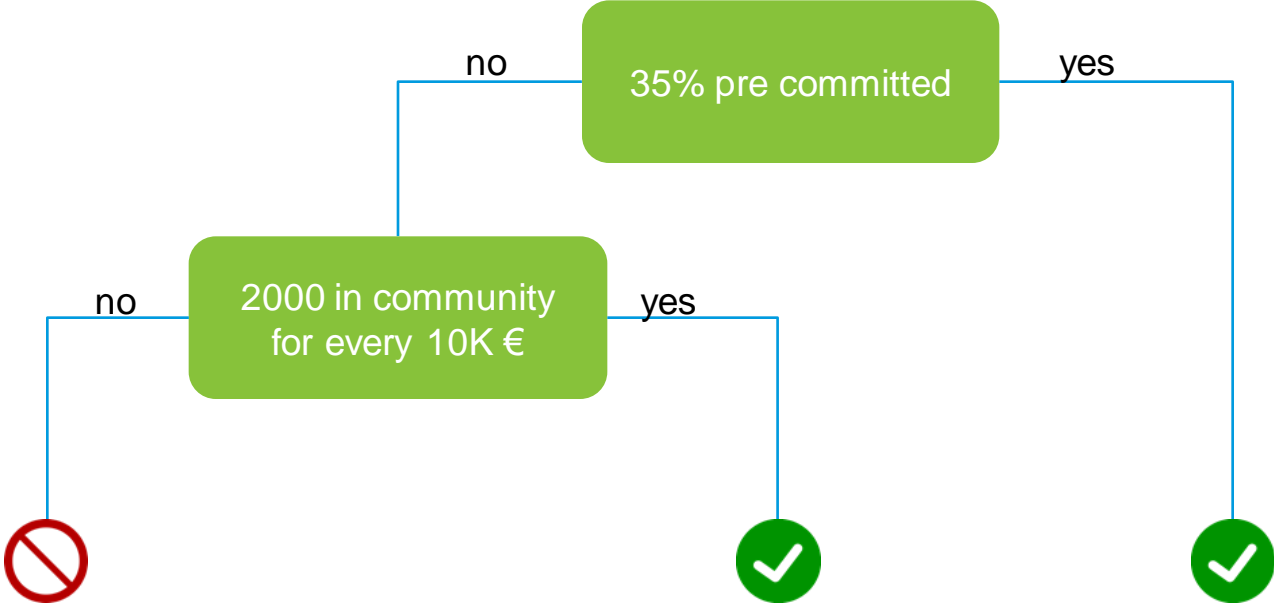 no
35% pre committed
yes
no
2000 in community
for every 10K €
yes